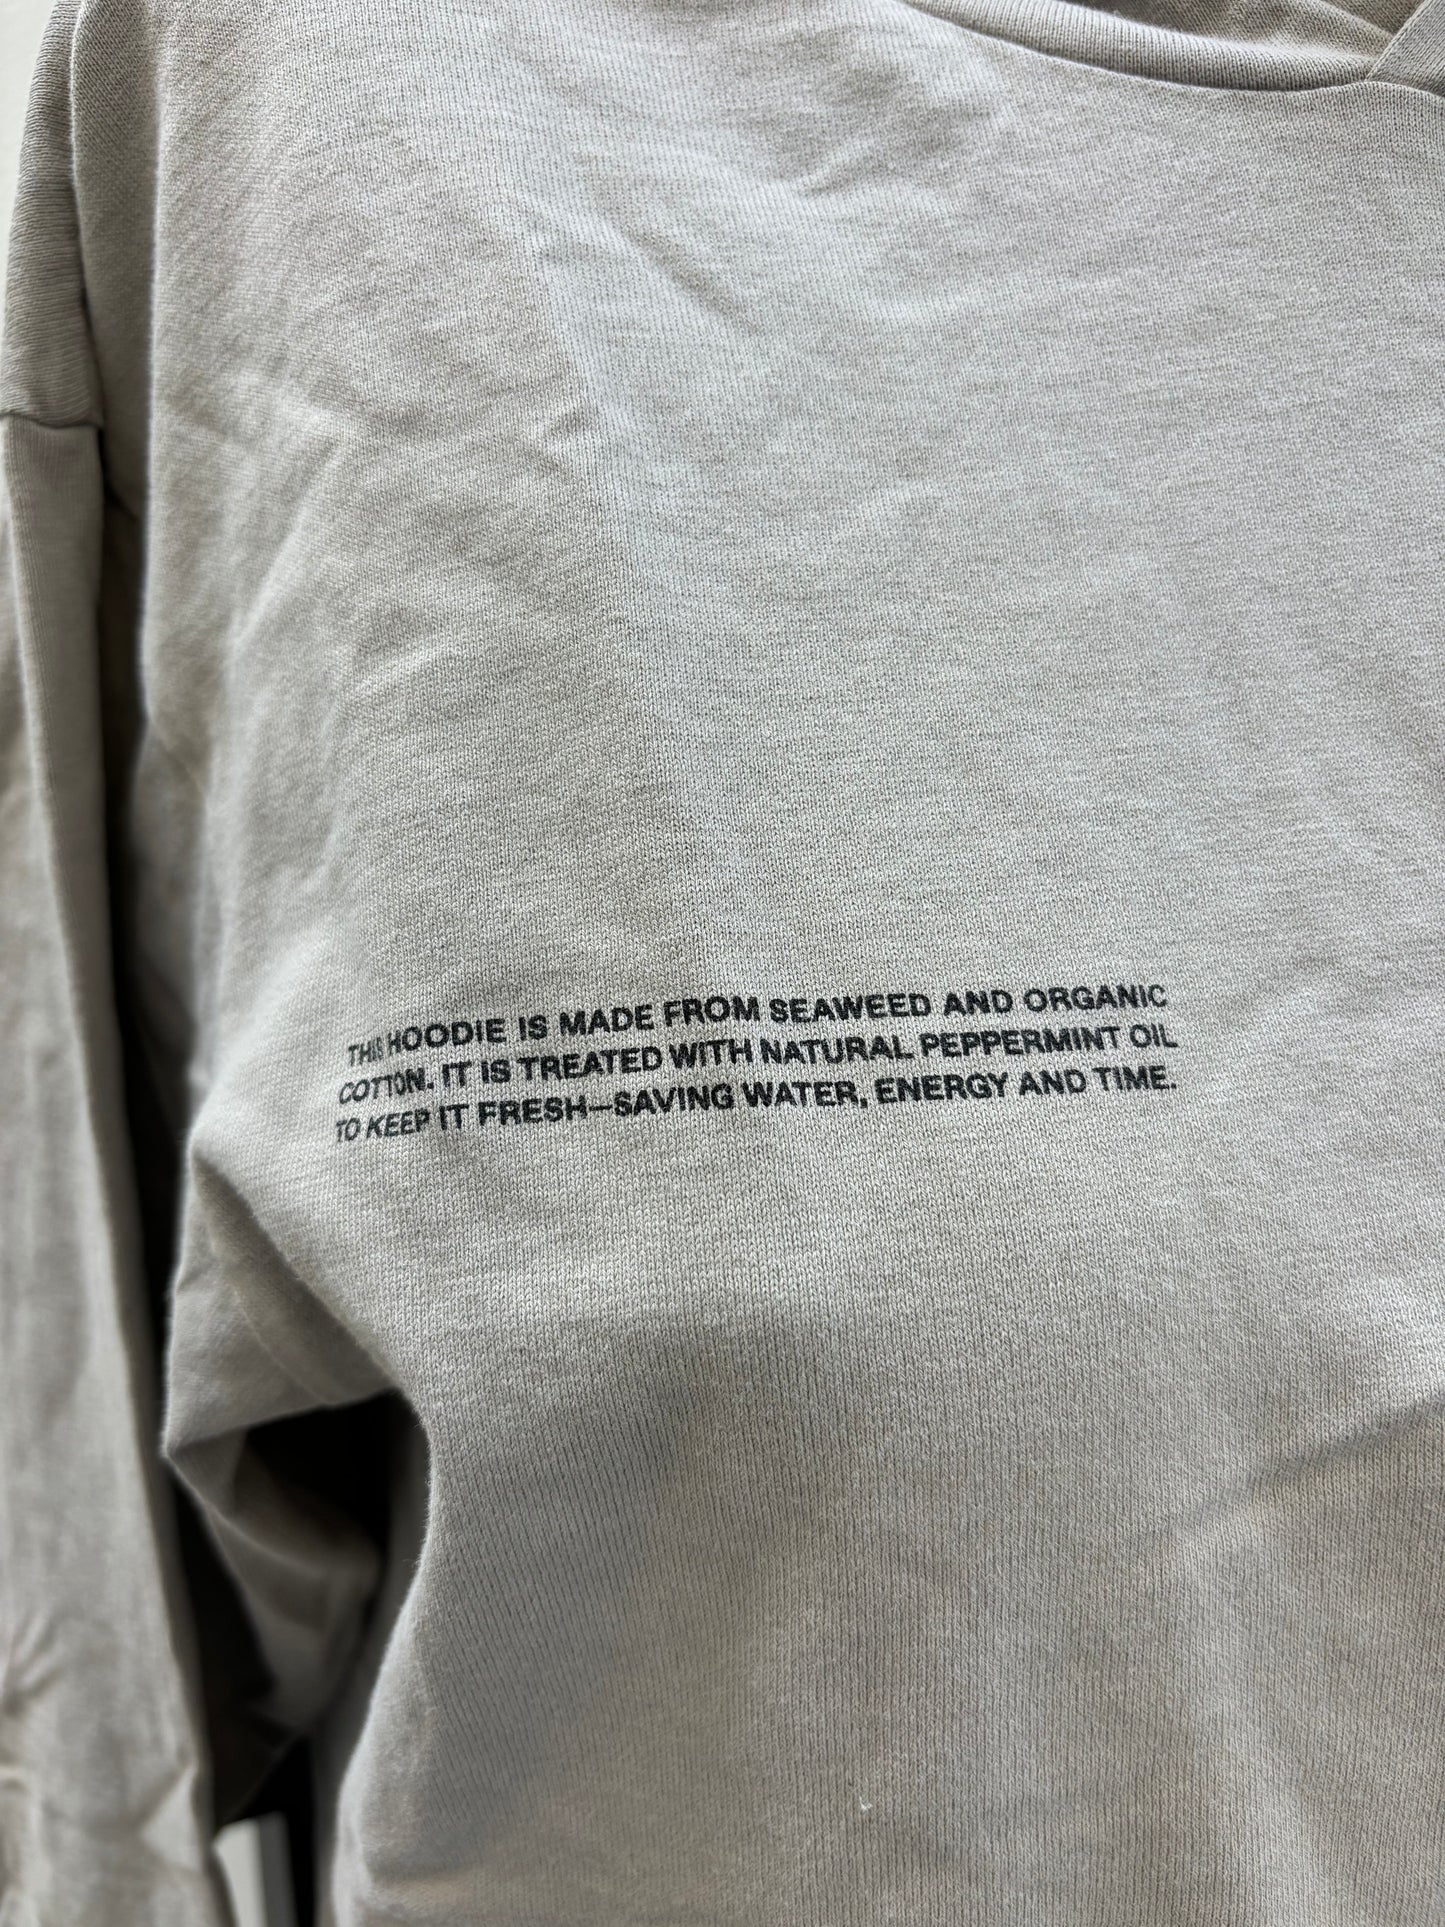 THIS HOODIE IS MADE FROM SEAWEED AND ORGANIC
COTTON. IT IS TREATED WITH NATURAL PEPPERMINT OIL
TO KEEP IT FRESH—SAVING WATER, ENERGY AND TIME.